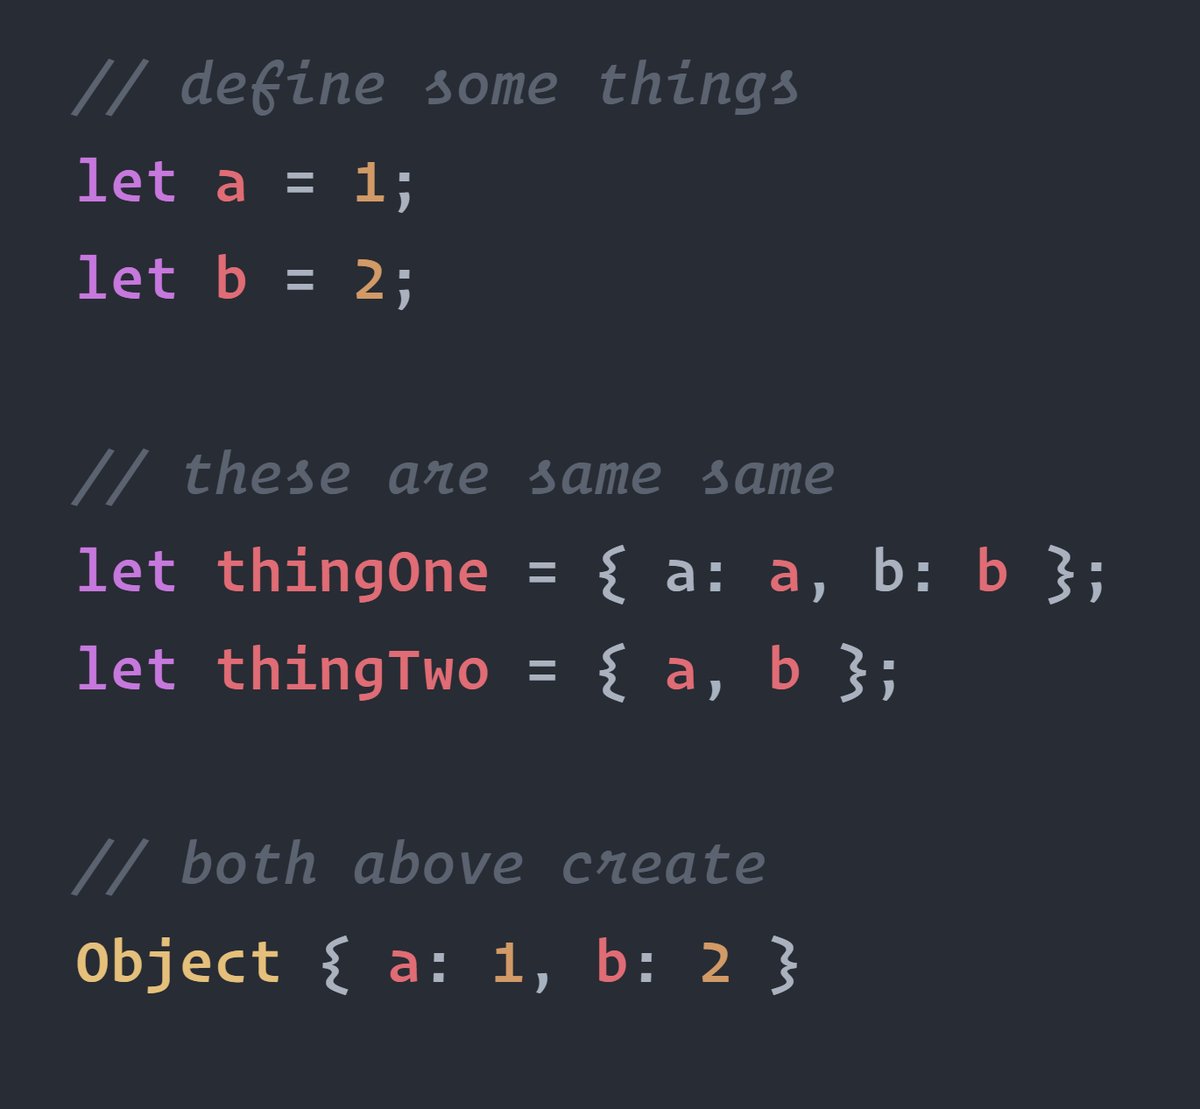 // define some things
let a = 1;
let b = 2;
// these are same same
let thingOne = { a: a, b: b };
let thingTwo = { a, b };
// both above create
Object { a: 1, b: 2 }